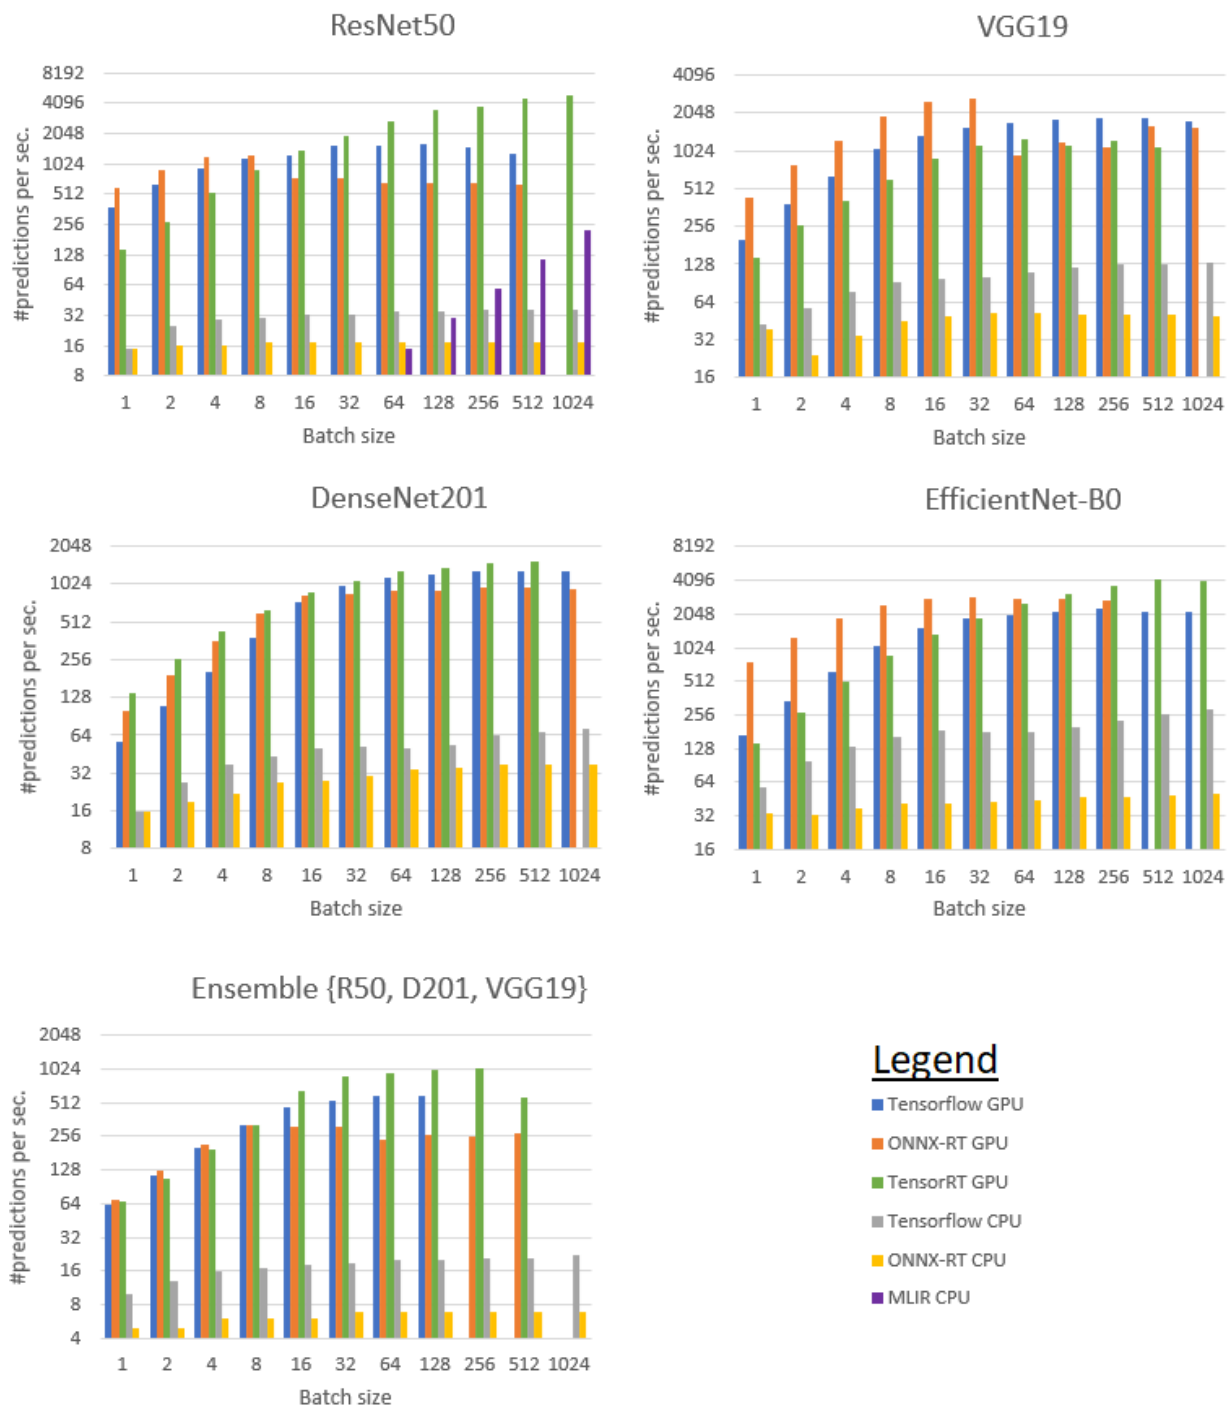 ResNet50
8192
4096
2048
1024
512
256
128
64
32
16
8
#predictions per sec.
1 2 4 8 16 32 64 128 256 512 1024
Batch size
VGG19
4096
2048
1024
512
256
128
64
32
16
#predictions per sec.
1 2 4 8 16 32 64 128 256 512 1024
Batch size
DenseNet201
2048
1024
512
256
128
64
32
16
8
#predictions per sec.
1 2 4 8 16 32 64 128 256 512 1024
Batch size
EfficientNet-B0
8192
4096
2048
1024
512
256
128
64
32
16
#predictions per sec.
1 2 4 8 16 32 64 128 256 512 1024
Batch size
Ensemble {R50, D201, VGG19}
2048
1024
512
256
128
64
32
16
8
4
#predictions per sec.
1 2 4 8 16 32 64 128 256 512 1024
Batch size
Legend
Tensorflow GPU
ONNX-RT GPU
TensorRT GPU
Tensorflow CPU
ONNX-RT CPU
MLIR CPU